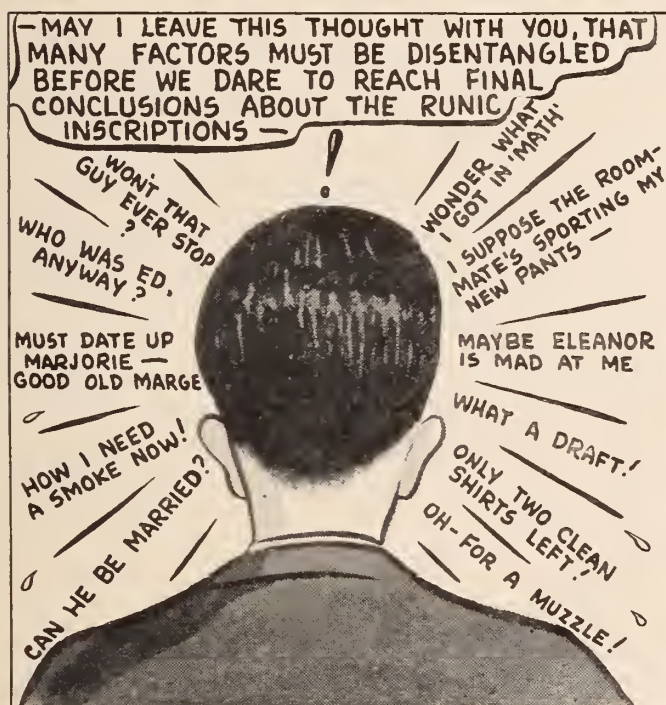 —MAY I LEAVE THIS THOUGHT WITH YOU, THAT
MANY FACTORS MUST BE DISENTANGLED
BEFORE WE DARE TO REACH FINAL
CONCLUSIONS ABOUT THE RUNIC
INSCRIPTIONS —
!
WON'T THAT
GUY EVER STOP
?
WHO WAS ED,
ANYWAY?
MUST DATE UP
MARJORIE —
GOOD OLD MARGE
HOW I NEED
A SMOKE NOW!
CAN HE BE MARRIED?
WONDER WHAT
I GOT IN 'MATH'
I SUPPOSE THE ROOM-
MATE'S SPORTING MY
NEW PANTS —
MAYBE ELEANOR
IS MAD AT ME
WHAT A DRAFT!
ONLY TWO CLEAN
SHIRTS LEFT!
OH-FOR A MUZZLE!